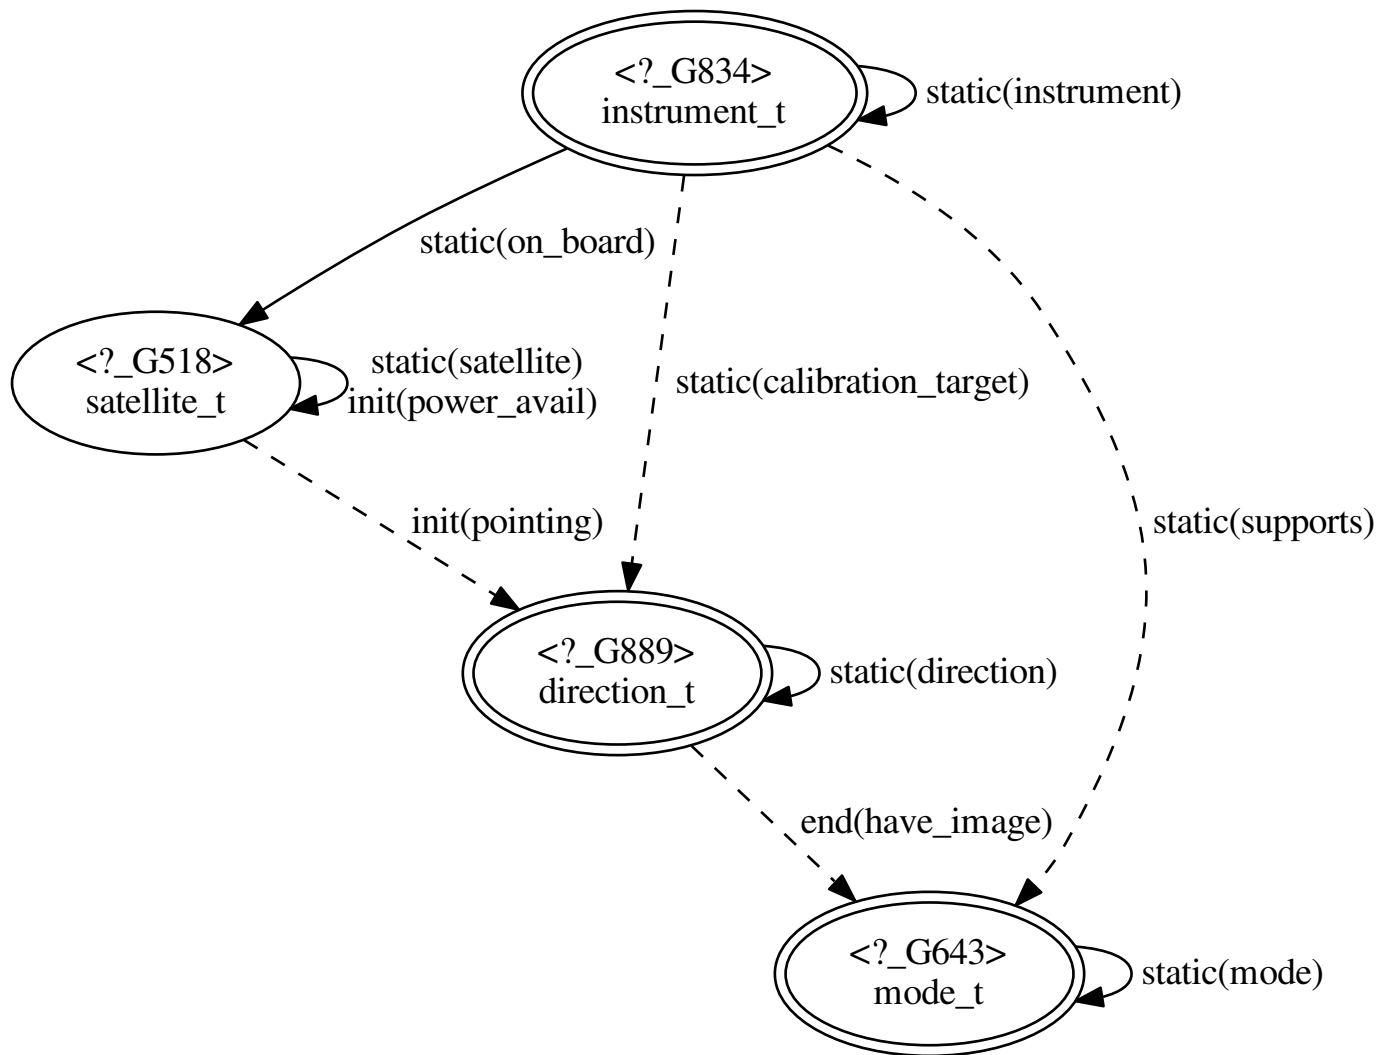 <?_G834>
instrument_t
static(instrument)
static(on_board)
<?_G518>
satellite_t
static(satellite)
init(power_avail)
static(calibration_target)
init(pointing)
static(supports)
<?_G889>
direction_t
static(direction)
end(have_image)
<?_G643>
mode_t
static(mode)